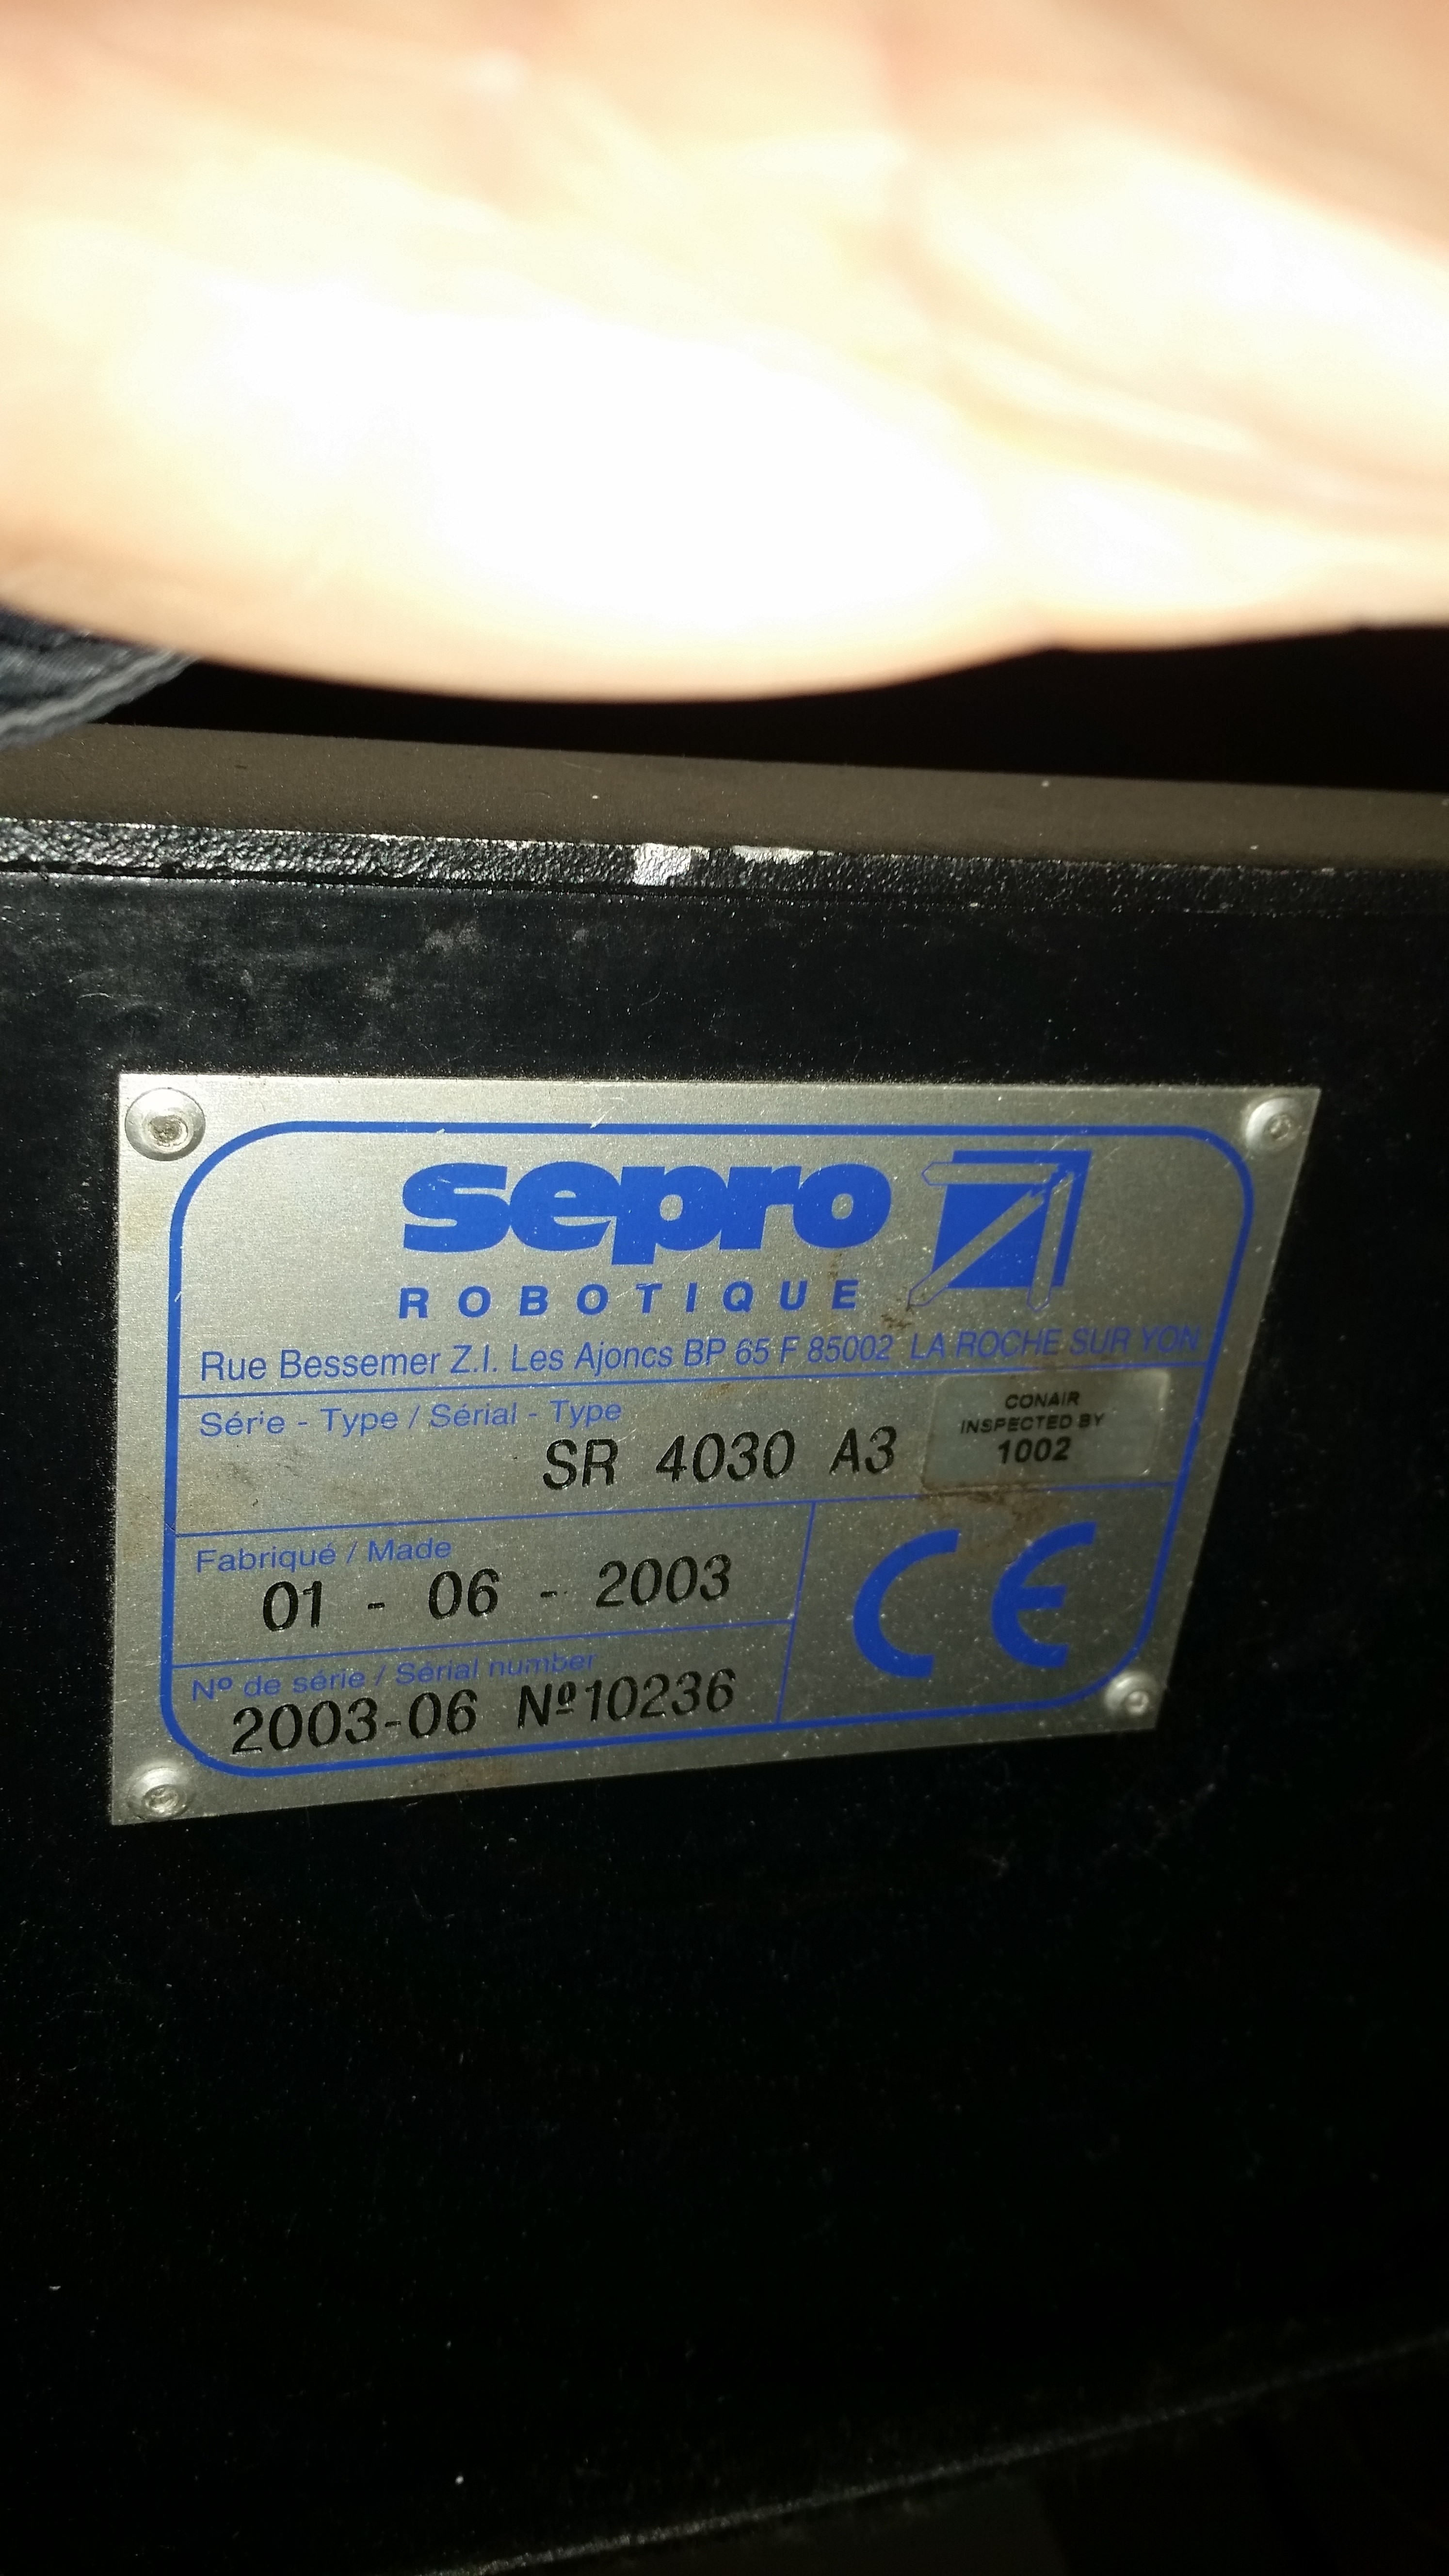 sepro
ROBOTIQUE
Rue Bessemer Z.I. Les Ajoncs BP 65 F 85002 LA ROCHE SUR YON
Série - Type / Sérial - Type
SR 4030 A3
CONAIR
INSPECTED BY
1002
Fabriqué / Made
01 - 06 - 2003
CE
Nº de série / Sérial number
2003-06 Nº10236